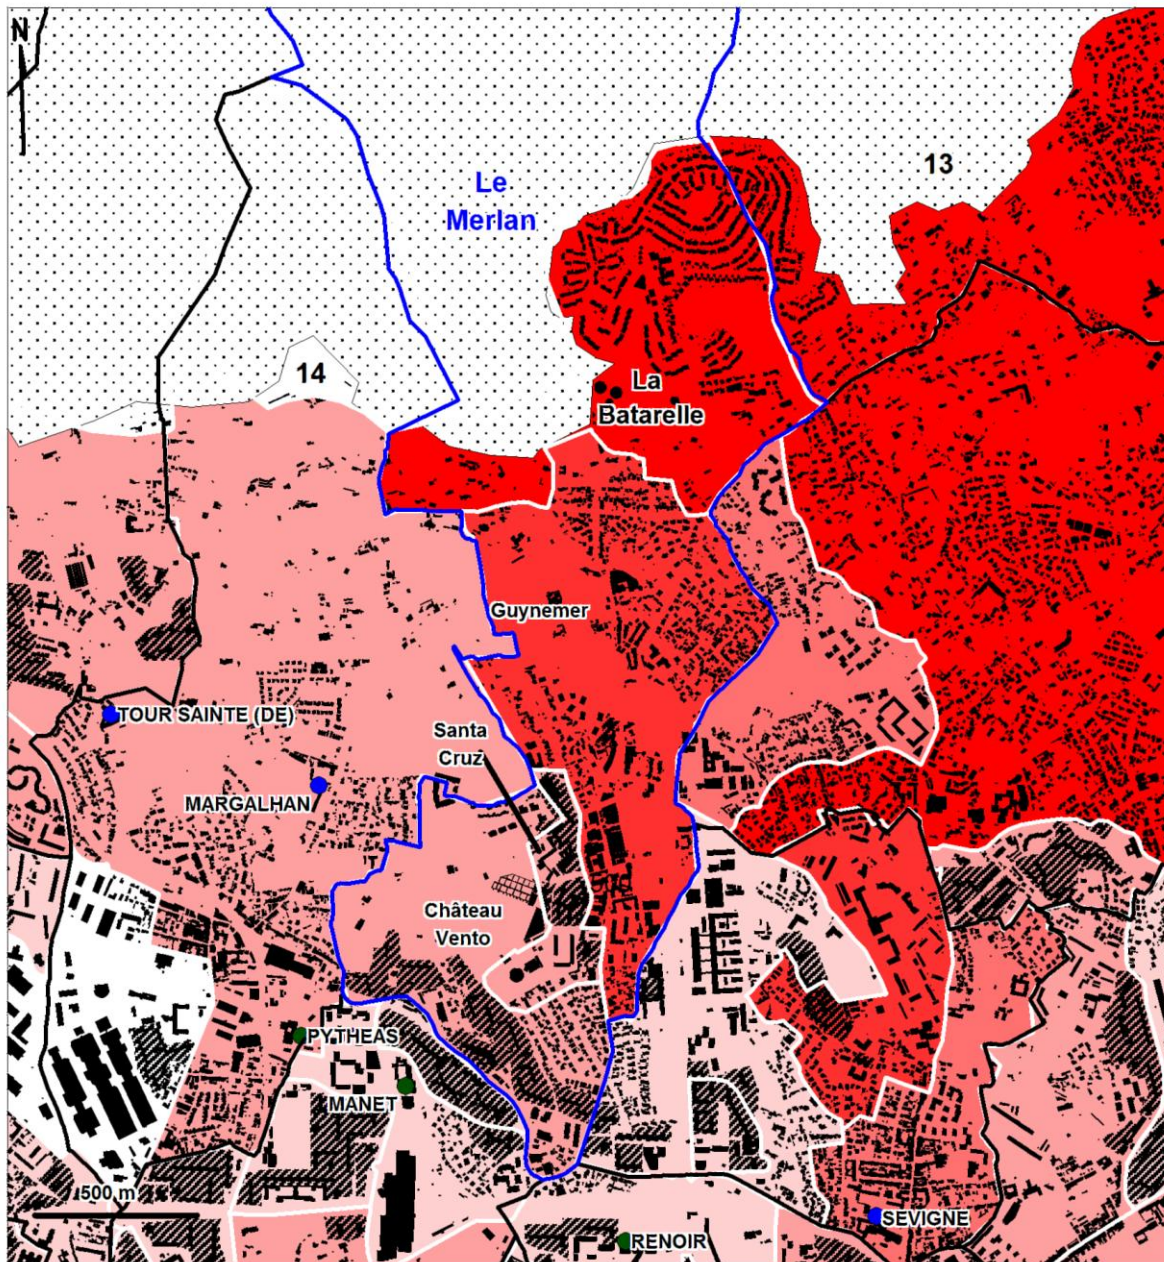 N
Le
Merlan
13
14
La
Batarelle
Guynemer
TOUR SAINTE (DE)
Santa
Cruz
MARGALHAN
Château
Vento
PYTHEAS
MANET
500 m
SEVIGNE
RENOIR